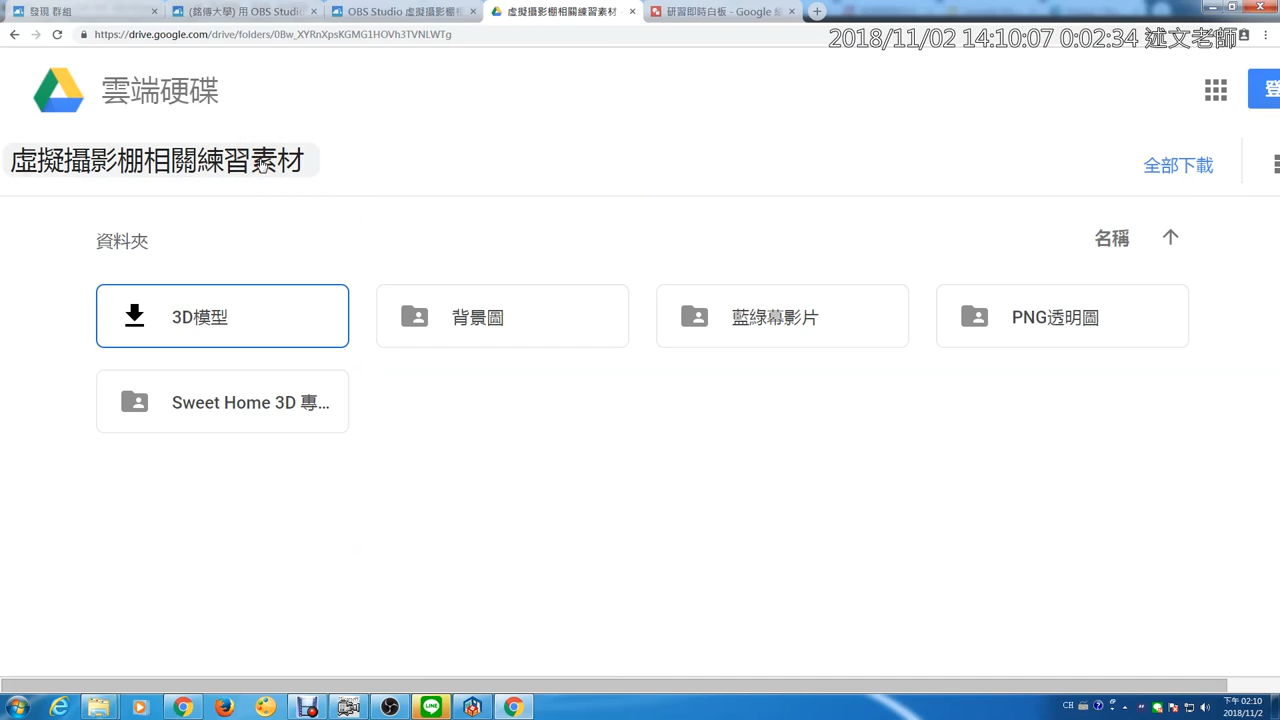 發現 群組
(銘傳大學) 用 OBS Studio
OBS Studio 虛擬攝影棚
虛擬攝影棚相關練習素材
研習即時白板 - Google
https://drive.google.com/drive/folders/0Bw_XYRnXpsKGMG1HOVh3TVNLWTg
2018/11/02 14:10:07 0:02:34 述文老師
雲端硬碟
登
虛擬攝影棚相關練習素材
全部下載
資料夾
名稱
3D模型
背景圖
藍綠幕影片
PNG透明圖
Sweet Home 3D 專...
LINE
CH
下午 02:10
2018/11/2